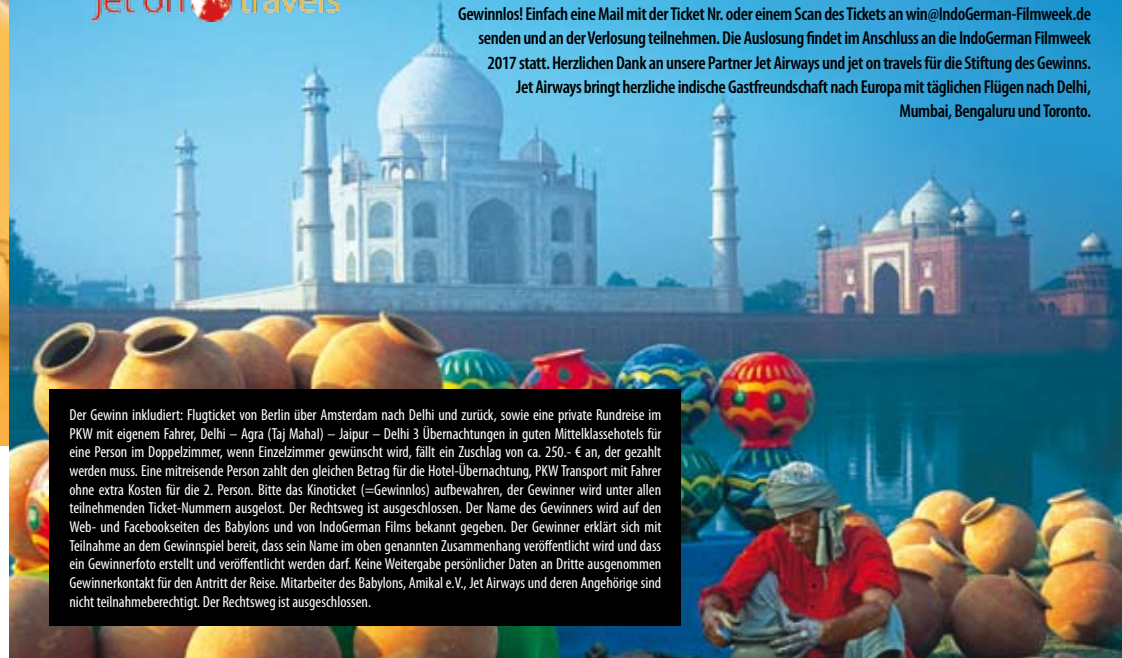 jet on travels
Gewinnlos! Einfach eine Mail mit der Ticket Nr. oder einem Scan des Tickets an win@IndoGerman-Filmweek.de
senden und an der Verlosung teilnehmen. Die Auslosung findet im Anschluss an die IndoGerman Filmweek
2017 statt. Herzlichen Dank an unsere Partner Jet Airways und jet on travels für die Stiftung des Gewinns.
Jet Airways bringt herzliche indische Gastfreundschaft nach Europa mit täglichen Flügen nach Delhi,
Mumbai, Bengaluru und Toronto.
Der Gewinn inkludiert: Flugticket von Berlin über Amsterdam nach Delhi und zurück, sowie eine private Rundreise im
PKW mit eigenem Fahrer, Delhi – Agra (Taj Mahal) – Jaipur – Delhi 3 Übernachtungen in guten Mittelklassehotels für
eine Person im Doppelzimmer, wenn Einzelzimmer gewünscht wird, fällt ein Zuschlag von ca. 250.- € an, der gezahlt
werden muss. Eine mitreisende Person zahlt den gleichen Betrag für die Hotel-Übernachtung, PKW Transport mit Fahrer
ohne extra Kosten für die 2. Person. Bitte das Kinoticket (=Gewinnlos) aufbewahren, der Gewinner wird unter allen
teilnehmenden Ticket-Nummern ausgelost. Der Rechtsweg ist ausgeschlossen. Der Name des Gewinners wird auf den
Web- und Facebookseiten des Babylons und von IndoGerman Films bekannt gegeben. Der Gewinner erklärt sich mit
Teilnahme an dem Gewinnspiel bereit, dass sein Name im oben genannten Zusammenhang veröffentlicht wird und dass
ein Gewinnerfoto erstellt und veröffentlicht werden darf. Keine Weitergabe persönlicher Daten an Dritte ausgenommen
Gewinnerkontakt für den Antritt der Reise. Mitarbeiter des Babylons, Amikal e.V., Jet Airways und deren Angehörige sind
nicht teilnahmeberechtigt. Der Rechtsweg ist ausgeschlossen.